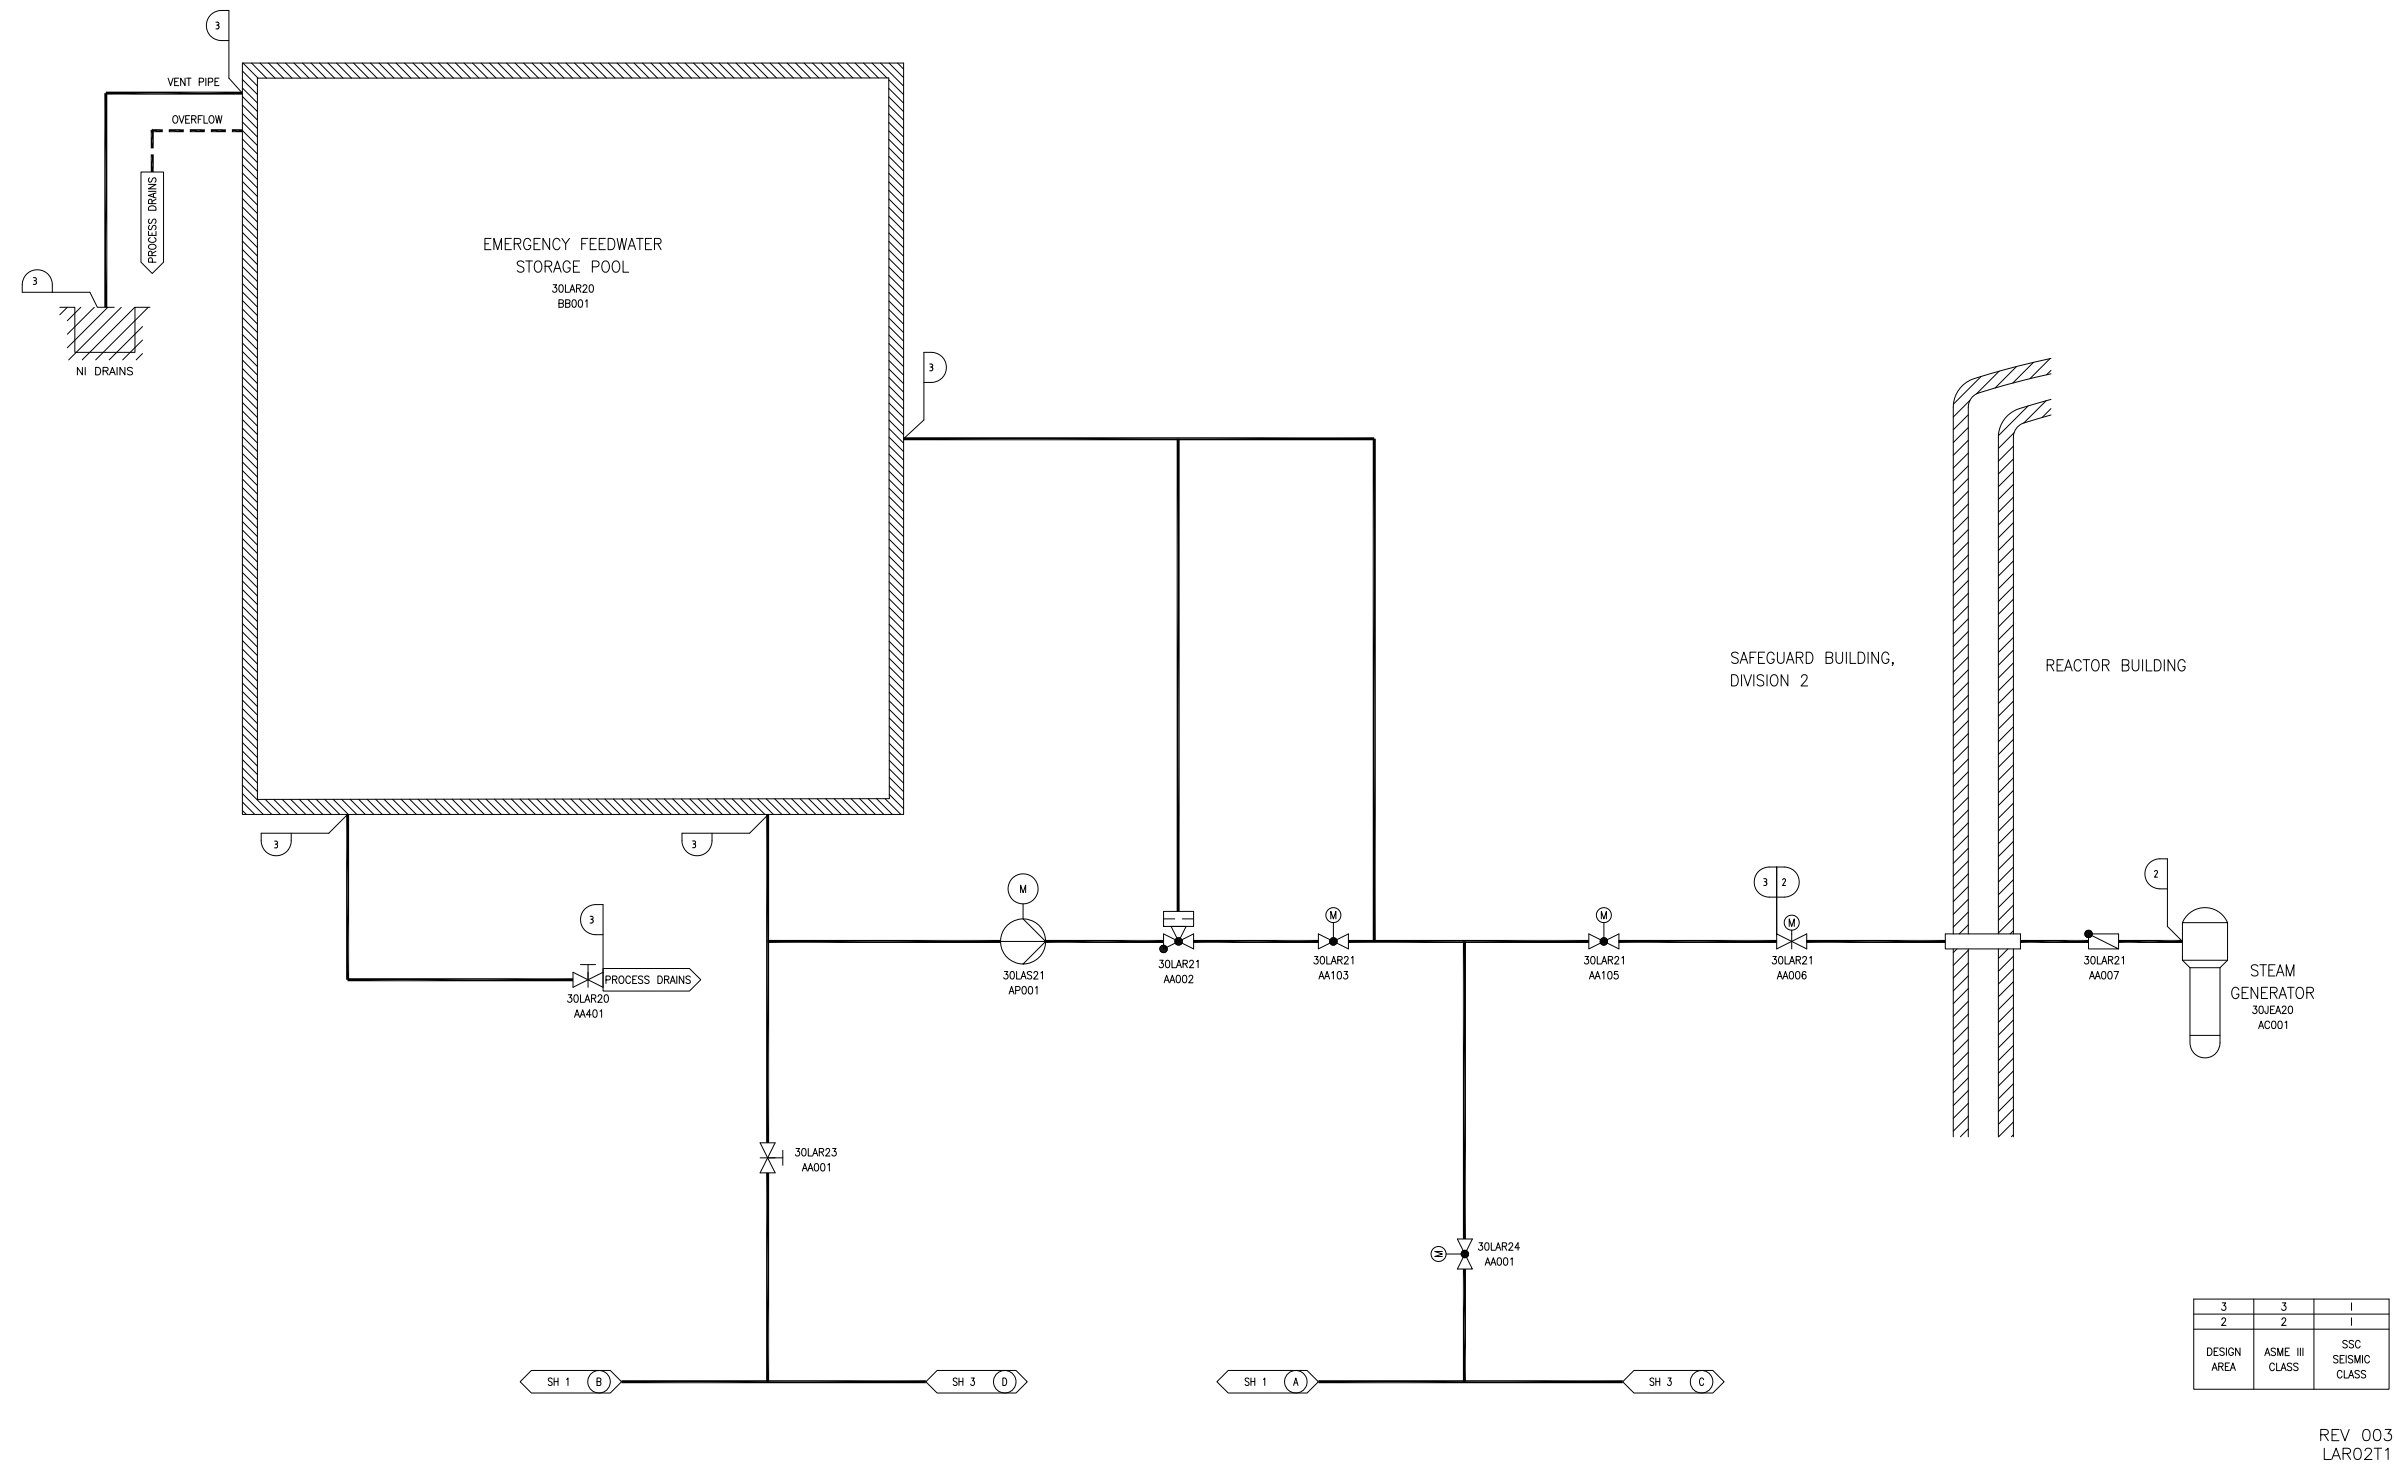 3
VENT PIPE
OVERFLOW
PROCESS DRAINS
3
NI DRAINS
EMERGENCY FEEDWATER
STORAGE POOL
30LAR20
BB001
3
SAFEGUARD BUILDING,
DIVISION 2
REACTOR BUILDING
3
3
3
PROCESS DRAINS
30LAR20
AA401
M
30LAS21
AP001
30LAR21
AA002
M
30LAR21
AA103
M
30LAR21
AA105
3 2
M
30LAR21
AA006
30LAR21
AA007
2
STEAM
GENERATOR
30JEA20
AC001
30LAR23
AA001
M
30LAR24
AA001
SH 1 B
SH 3 D
SH 1 A
SH 3 C
3 3 I
2 2 I
DESIGN
AREA
ASME III
CLASS
SSC
SEISMIC
CLASS
REV 003
LAR02T1